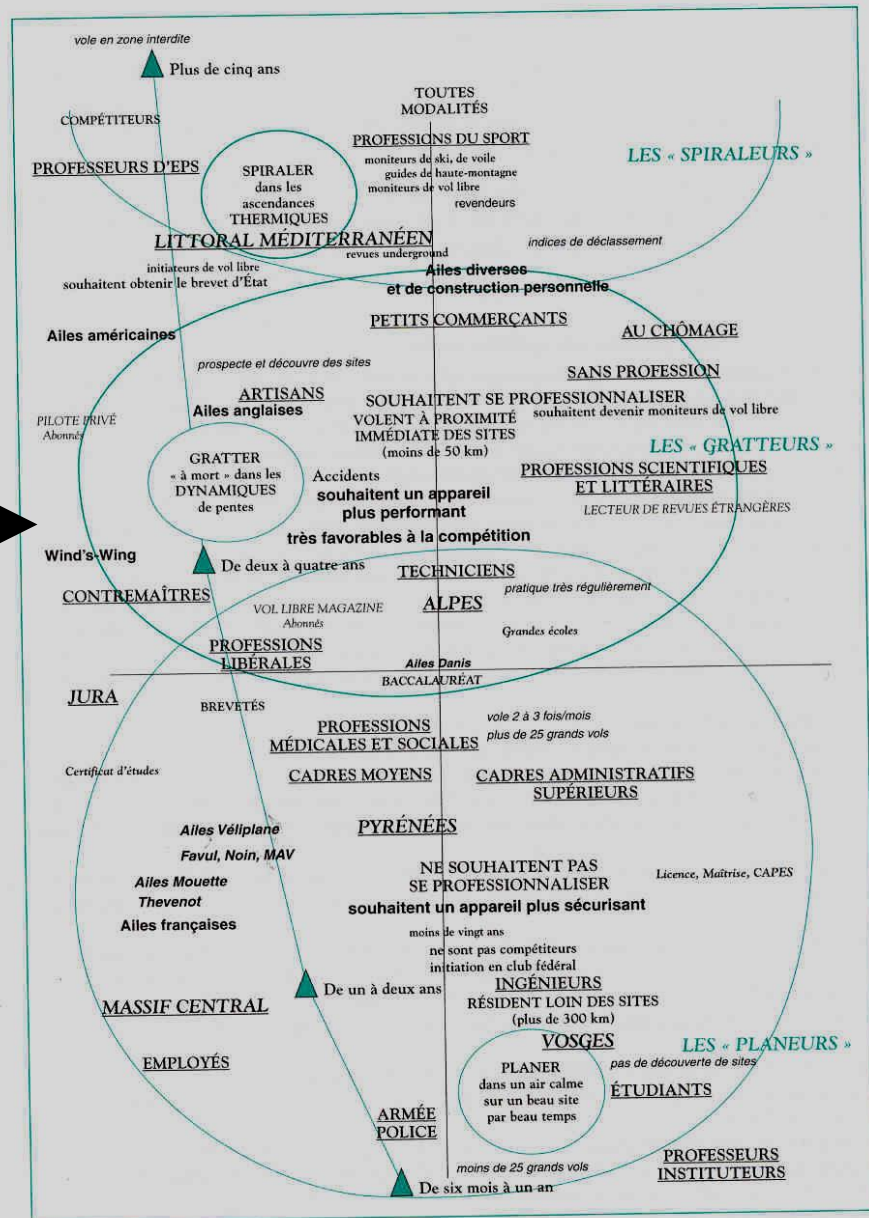 vole en zone interdite
Plus de cinq ans
TOUTES
MODALITÉS
COMPÉTITEURS
PROFESSIONS DU SPORT
PROFESSEURS D'EPS
SPIRALER
dans les
ascendances
THERMIQUES
moniteurs de ski, de voile
guides de haute-montagne
moniteurs de vol libre
revendeurs
LES « SPIRALEURS »
LITTORAL MÉDITERRANÉEN
revues underground
indices de déclassement
initiateurs de vol libre
souhaitent obtenir le brevet d'État
Ailes diverses
et de construction personnelle
Ailes américaines
PETITS COMMERÇANTS
AU CHÔMAGE
prospecte et découvre des sites
SANS PROFESSION
ARTISANS
Ailes anglaises
SOUHAITENT SE PROFESSIONNALISER
VOLENT À PROXIMITÉ
IMMÉDIATE DES SITES
(moins de 50 km)
souhaitent devenir moniteurs de vol libre
PILOTE PRIVÉ
Abonnés
LES « GRATTEURS »
GRATTER
« à mort » dans les
DYNAMIQUES
de pentes
Accidents
souhaitent un appareil
plus performant
PROFESSIONS SCIENTIFIQUES
ET LITTÉRAIRES
LECTEUR DE REVUES ÉTRANGÈRES
très favorables à la compétition
Wind's-Wing
De deux à quatre ans
TECHNICIENS
pratique très régulièrement
CONTREMAÎTRES
VOL LIBRE MAGAZINE
Abonnés
ALPES
Grandes écoles
PROFESSIONS
LIBÉRALES
Ailes Danis
BACCALAURÉAT
JURA
BREVETÉS
PROFESSIONS
MÉDICALES ET SOCIALES
vole 2 à 3 fois/mois
plus de 25 grands vols
Certificat d'études
CADRES MOYENS
CADRES ADMINISTRATIFS
SUPÉRIEURS
Ailes Véliplane
PYRÉNÉES
Favul, Noin, MAV
Ailes Mouette
Thevenot
Ailes françaises
NE SOUHAITENT PAS
SE PROFESSIONNALISER
Licence, Maîtrise, CAPES
souhaitent un appareil plus sécurisant
moins de vingt ans
ne sont pas compétiteurs
initiation en club fédéral
De un à deux ans
INGÉNIEURS
RÉSIDENT LOIN DES SITES
(plus de 300 km)
MASSIF CENTRAL
VOSGES
LES « PLANEURS »
EMPLOYÉS
PLANER
dans un air calme
sur un beau site
par beau temps
pas de découverte de sites
ÉTUDIANTS
ARMÉE
POLICE
moins de 25 grands vols
PROFESSEURS
INSTITUTEURS
De six mois à un an